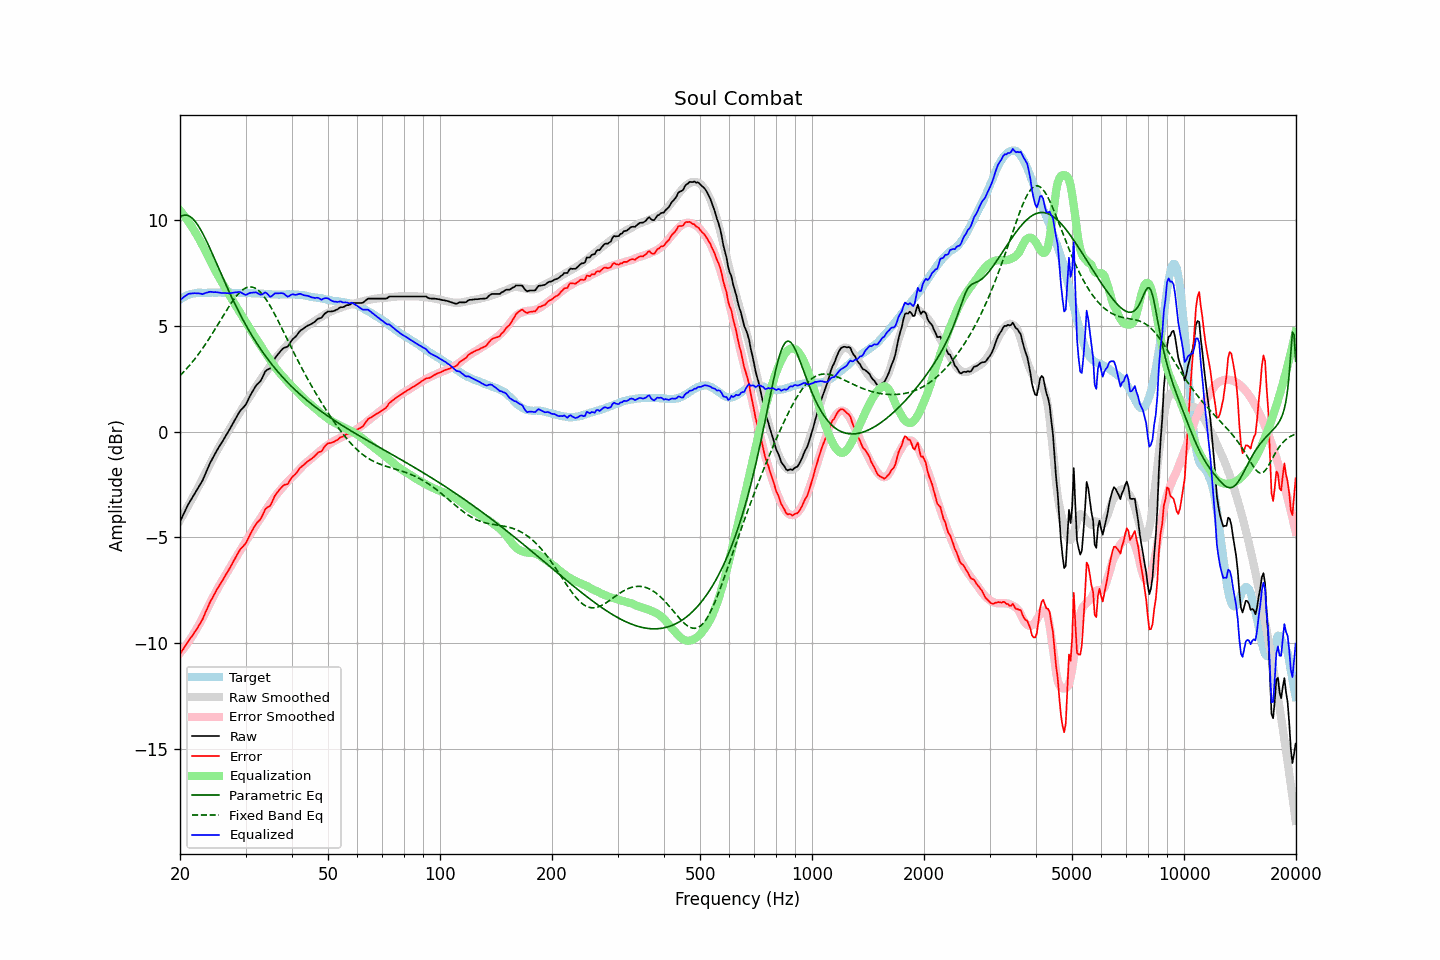 Soul Combat
Amplitude (dBr)
10
5
0
−5
−10
−15
Target
Raw Smoothed
Error Smoothed
Raw
Error
Equalization
Parametric Eq
Fixed Band Eq
Equalized
20 50 100 200 500 1000 2000 5000 10000 20000
Frequency (Hz)